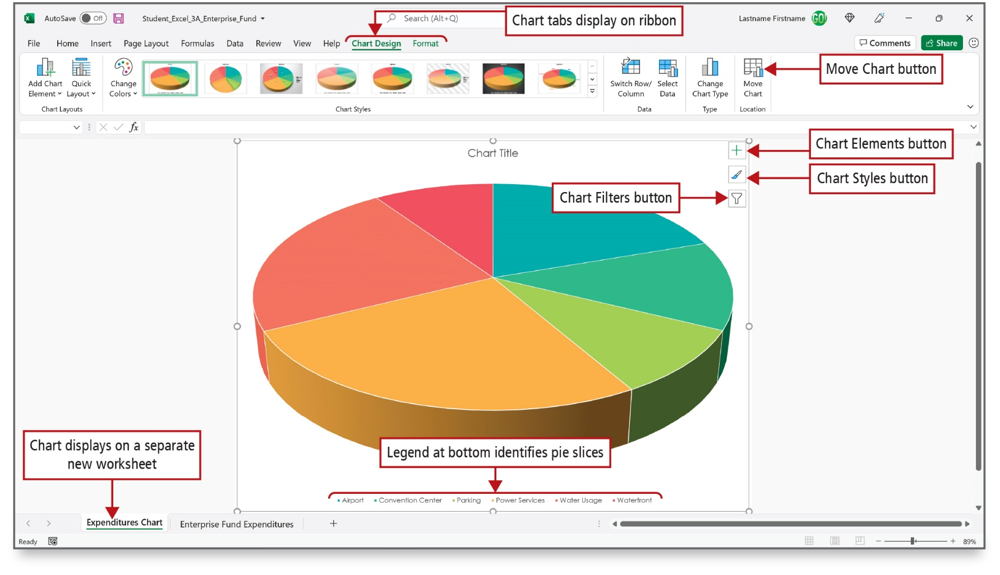 AutoSave Off Student_Excel_3A_Enterprise_Fund Search (Alt+Q) Lastname Firstname GO
Chart tabs display on ribbon
File Home Insert Page Layout Formulas Data Review View Help Chart Design Format Comments Share
Add Chart Element
Quick Layout
Change Colors
Switch Row/ Column
Select Data
Change Chart Type
Move Chart
Move Chart button
Chart Layouts Chart Styles Data Type Location
fx
Chart Title
Chart Elements button
Chart Styles button
Chart Filters button
Chart displays on a separate
new worksheet
Legend at bottom identifies pie slices
Airport Convention Center Parking Power Services Water Usage Waterfront
Expenditures Chart Enterprise Fund Expenditures
Ready 89%